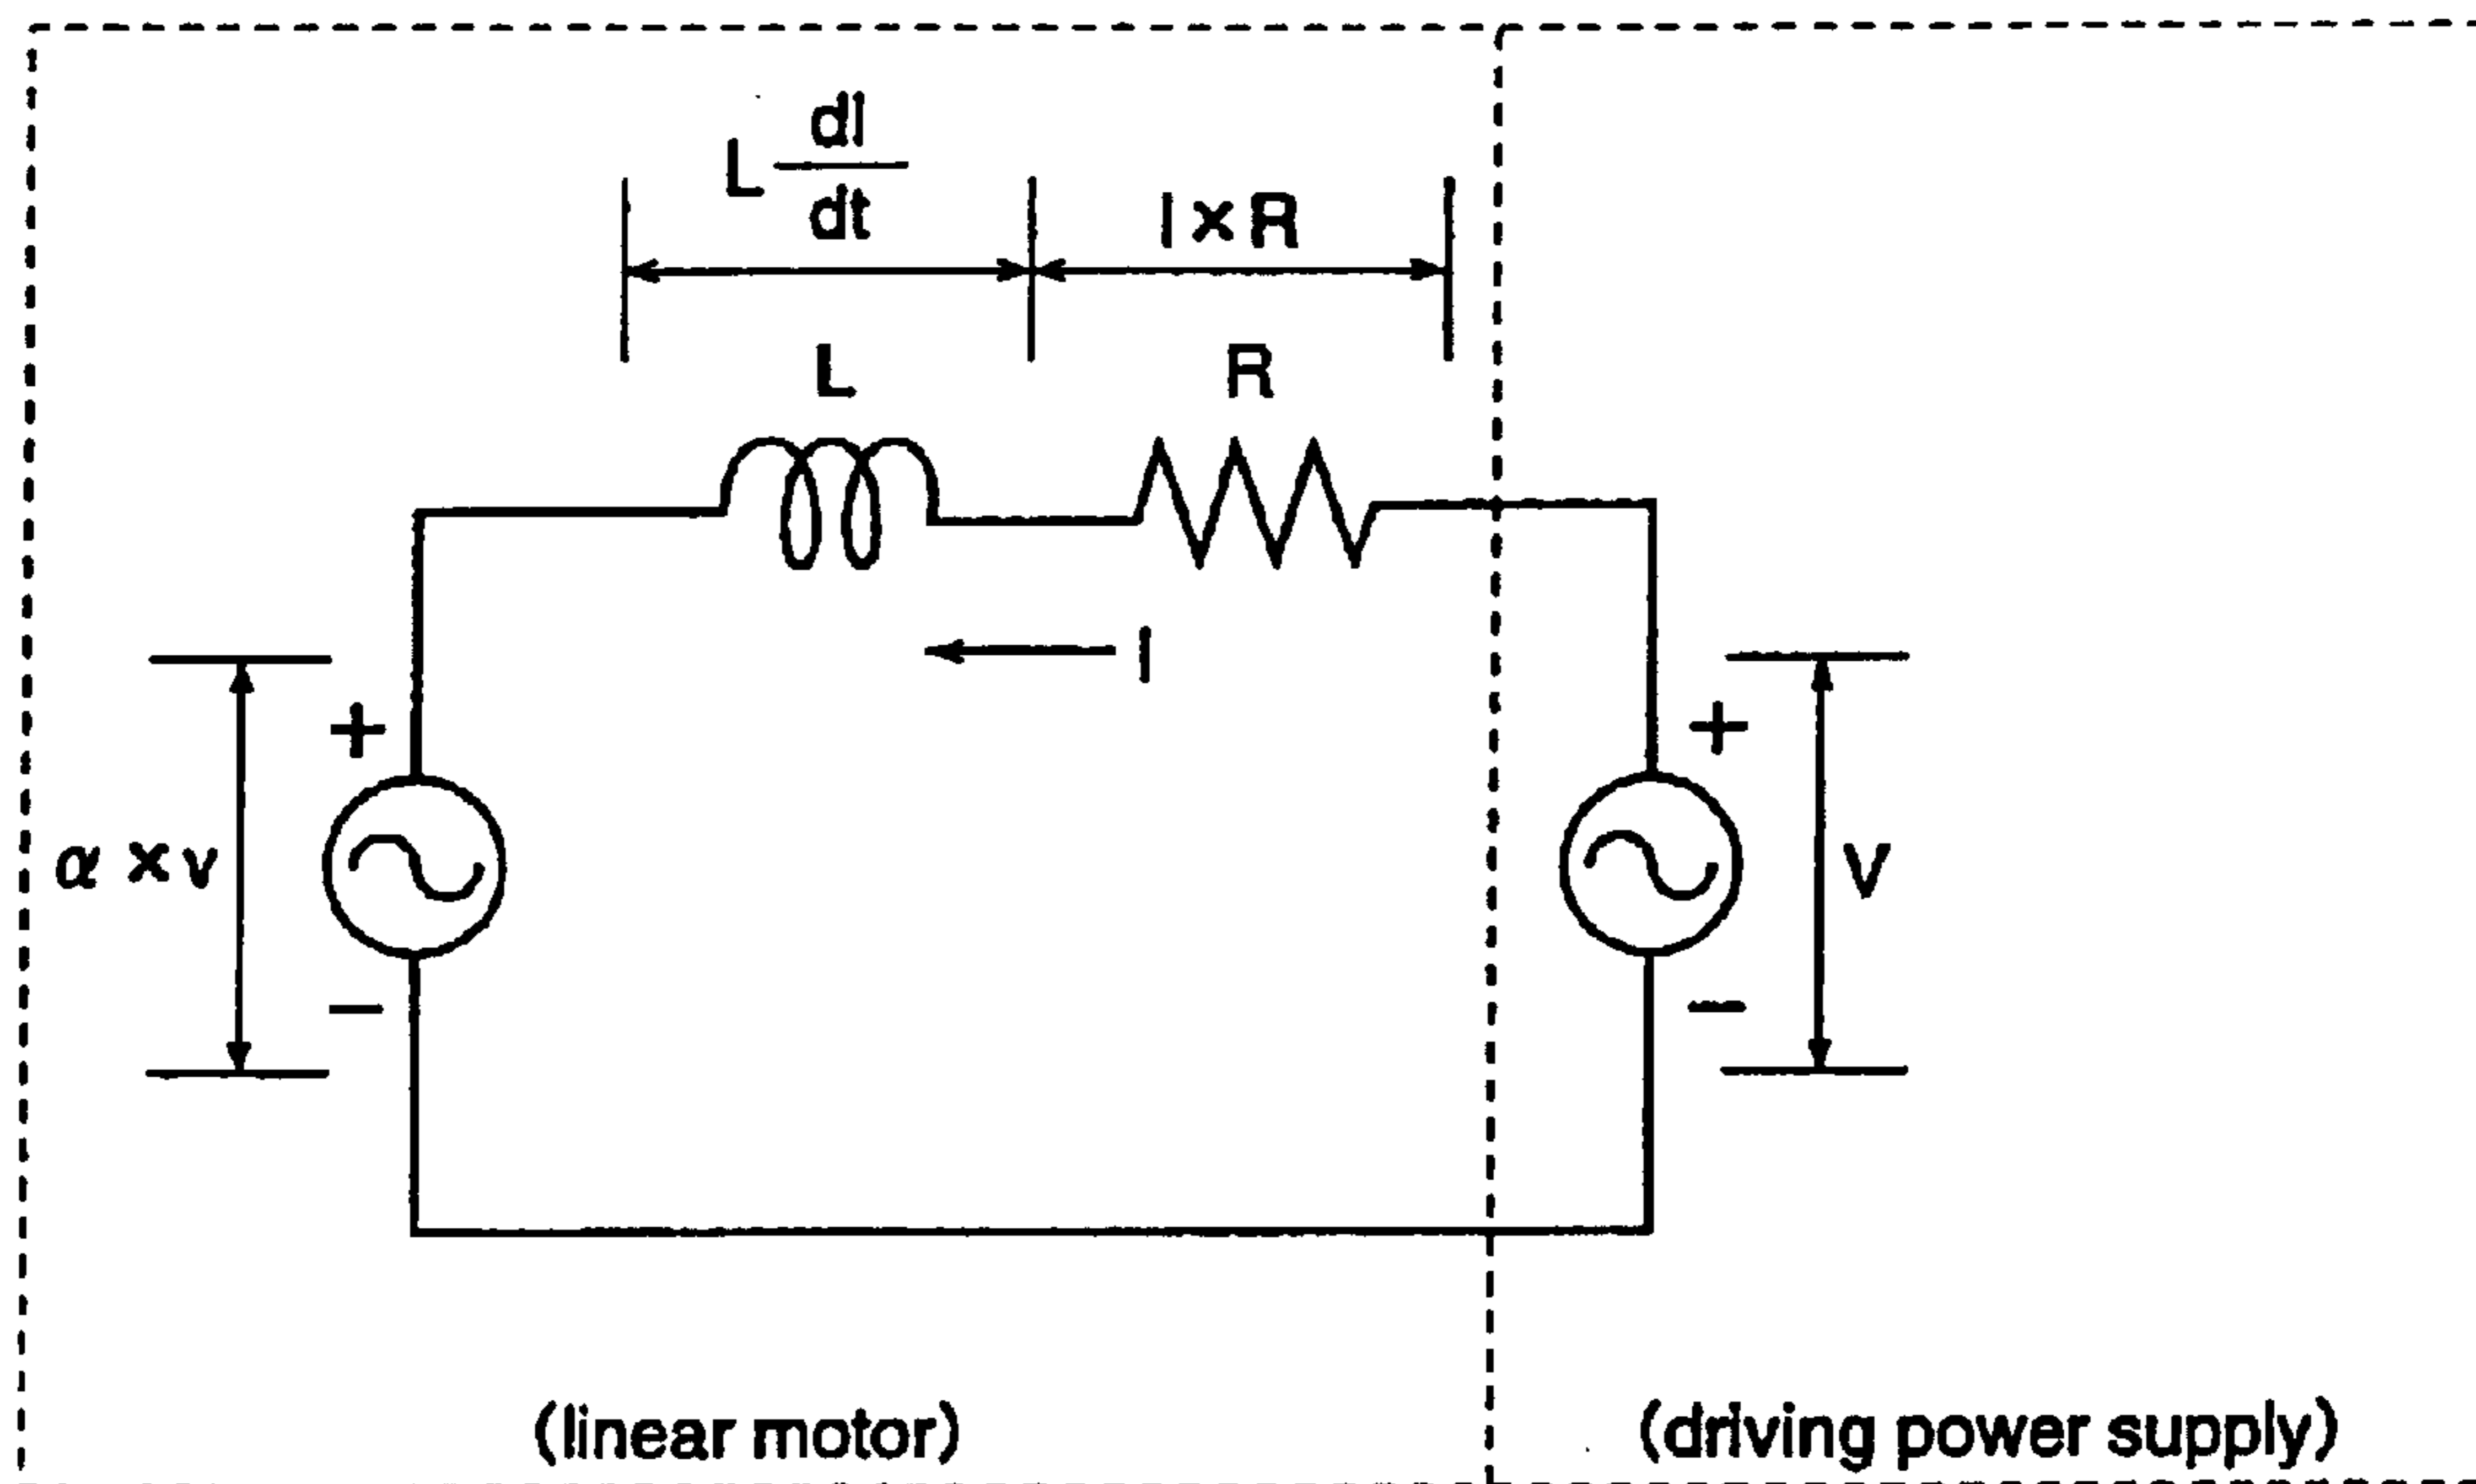 dI
L
dt
I×R
L
R
I
+
+
α×v
V
−
−
(linear motor)
(driving power supply)